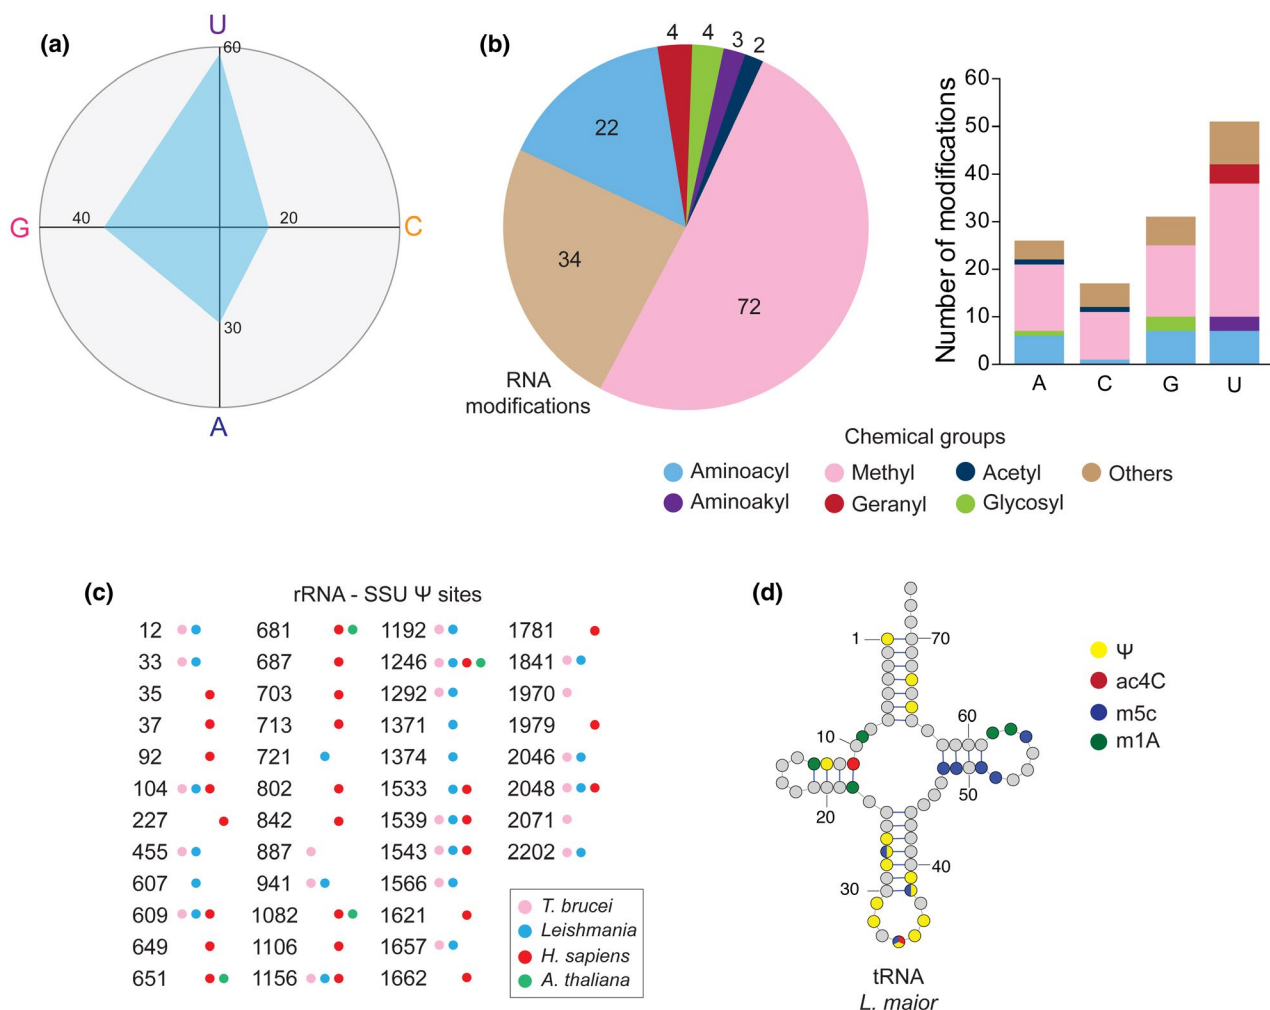 (a)
U
60
G
40
20
C
30
A
(b)
4 4 3 2
22
34
72
RNA
modifications
Number of modifications
60
50
40
30
20
10
0
A C G U
Chemical groups
Aminoacyl Methyl Acetyl Others
Aminoakyl Geranyl Glycosyl
(c)
rRNA - SSU Ψ sites
12 681 1192 1781
33 687 1246 1841
35 703 1292 1970
37 713 1371 1979
92 721 1374 2046
104 802 1533 2048
227 842 1539 2071
455 887 1543 2202
607 941 1566
609 1082 1621
649 1106 1657
651 1156 1662
T. brucei
Leishmania
H. sapiens
A. thaliana
(d)
1 70
10 60
20 50
30 40
Ψ
ac4C
m5c
m1A
tRNA
L. maior